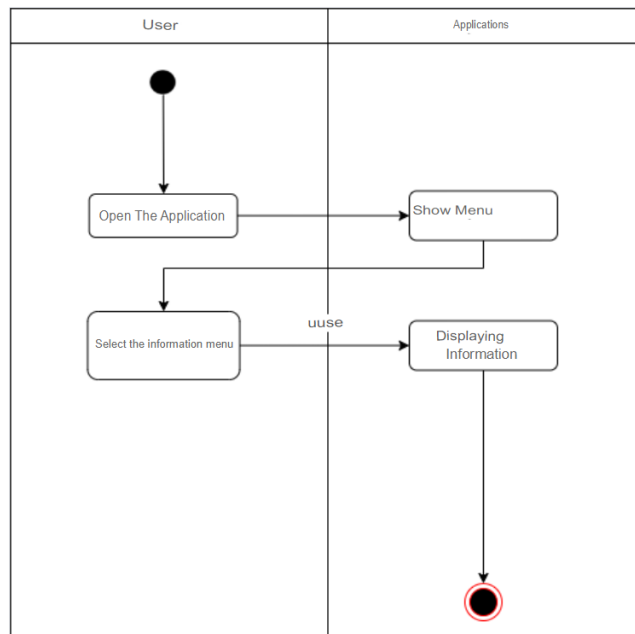 User
Applications
Open The Application
Show Menu
Select the information menu
uuse
Displaying
Information